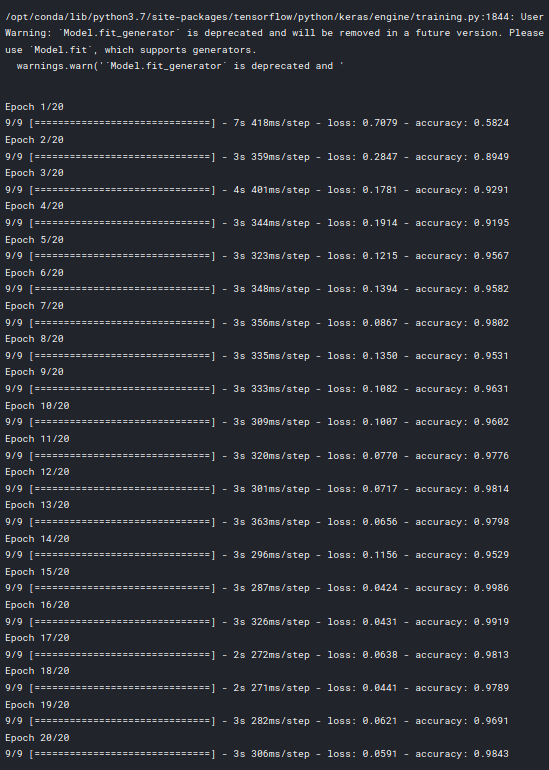 /opt/conda/lib/python3.7/site-packages/tensorflow/python/keras/engine/training.py:1844: User
Warning: `Model.fit_generator` is deprecated and will be removed in a future version. Please
use `Model.fit`, which supports generators.
  warnings.warn('`Model.fit_generator` is deprecated and '
Epoch 1/20
9/9 [==============================] - 7s 418ms/step - loss: 0.7079 - accuracy: 0.5824
Epoch 2/20
9/9 [==============================] - 3s 359ms/step - loss: 0.2847 - accuracy: 0.8949
Epoch 3/20
9/9 [==============================] - 4s 401ms/step - loss: 0.1781 - accuracy: 0.9291
Epoch 4/20
9/9 [==============================] - 3s 344ms/step - loss: 0.1914 - accuracy: 0.9195
Epoch 5/20
9/9 [==============================] - 3s 323ms/step - loss: 0.1215 - accuracy: 0.9567
Epoch 6/20
9/9 [==============================] - 3s 348ms/step - loss: 0.1394 - accuracy: 0.9582
Epoch 7/20
9/9 [==============================] - 3s 356ms/step - loss: 0.0867 - accuracy: 0.9802
Epoch 8/20
9/9 [==============================] - 3s 335ms/step - loss: 0.1350 - accuracy: 0.9531
Epoch 9/20
9/9 [==============================] - 3s 333ms/step - loss: 0.1082 - accuracy: 0.9631
Epoch 10/20
9/9 [==============================] - 3s 309ms/step - loss: 0.1007 - accuracy: 0.9602
Epoch 11/20
9/9 [==============================] - 3s 320ms/step - loss: 0.0770 - accuracy: 0.9776
Epoch 12/20
9/9 [==============================] - 3s 301ms/step - loss: 0.0717 - accuracy: 0.9814
Epoch 13/20
9/9 [==============================] - 3s 363ms/step - loss: 0.0656 - accuracy: 0.9798
Epoch 14/20
9/9 [==============================] - 3s 296ms/step - loss: 0.1156 - accuracy: 0.9529
Epoch 15/20
9/9 [==============================] - 3s 287ms/step - loss: 0.0424 - accuracy: 0.9986
Epoch 16/20
9/9 [==============================] - 3s 326ms/step - loss: 0.0431 - accuracy: 0.9919
Epoch 17/20
9/9 [==============================] - 2s 272ms/step - loss: 0.0638 - accuracy: 0.9813
Epoch 18/20
9/9 [==============================] - 2s 271ms/step - loss: 0.0441 - accuracy: 0.9789
Epoch 19/20
9/9 [==============================] - 3s 282ms/step - loss: 0.0621 - accuracy: 0.9691
Epoch 20/20
9/9 [==============================] - 3s 306ms/step - loss: 0.0591 - accuracy: 0.9843